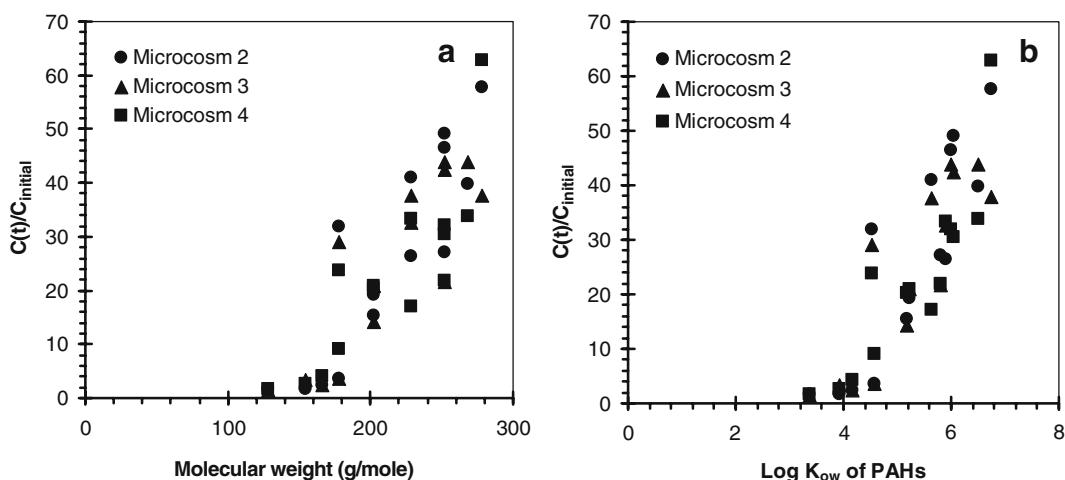 70
60
50
40
30
20
10
0
0
100
200
300
C(t)/C_initial
Molecular weight (g/mole)
a
Microcosm 2
Microcosm 3
Microcosm 4
70
60
50
40
30
20
10
0
0
2
4
6
8
Log K_ow of PAHs
b
Microcosm 2
Microcosm 3
Microcosm 4